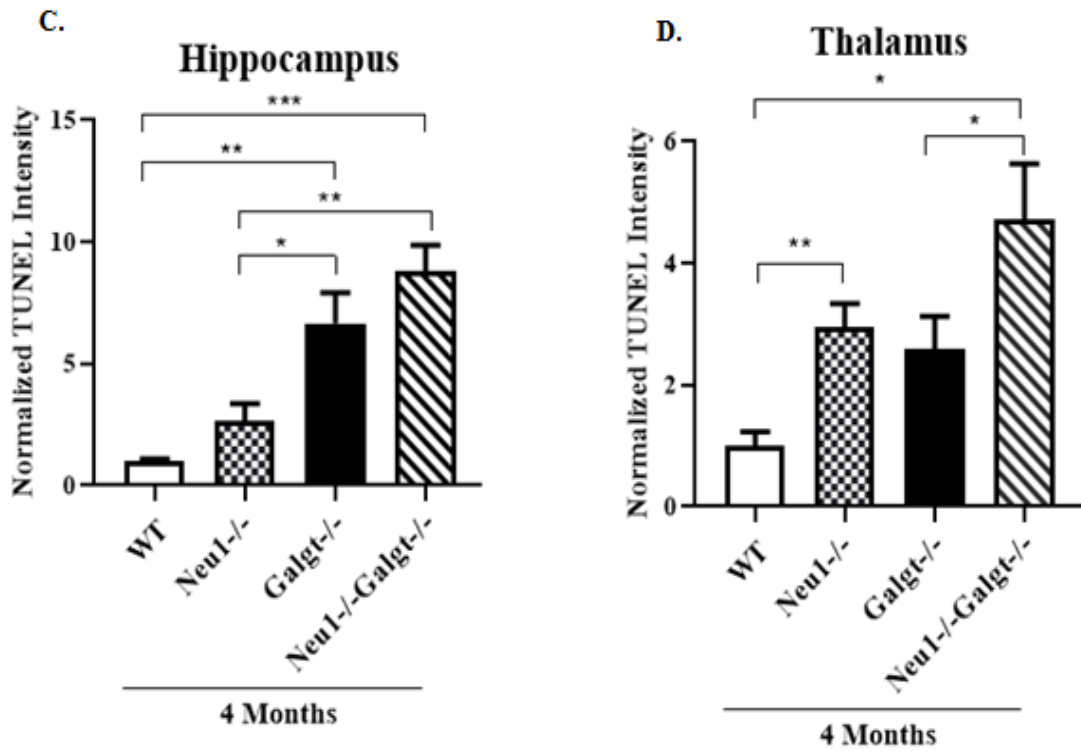 C.
Hippocampus
Normalized TUNEL Intensity
15
10
5
0
***
**
**
*
WT
Neu1-/-
Galgt-/-
Neu1-/-Galgt-/-
4 Months
D.
Thalamus
Normalized TUNEL Intensity
6
4
2
0
*
*
**
WT
Neu1-/-
Galgt-/-
Neu1-/-Galgt-/-
4 Months